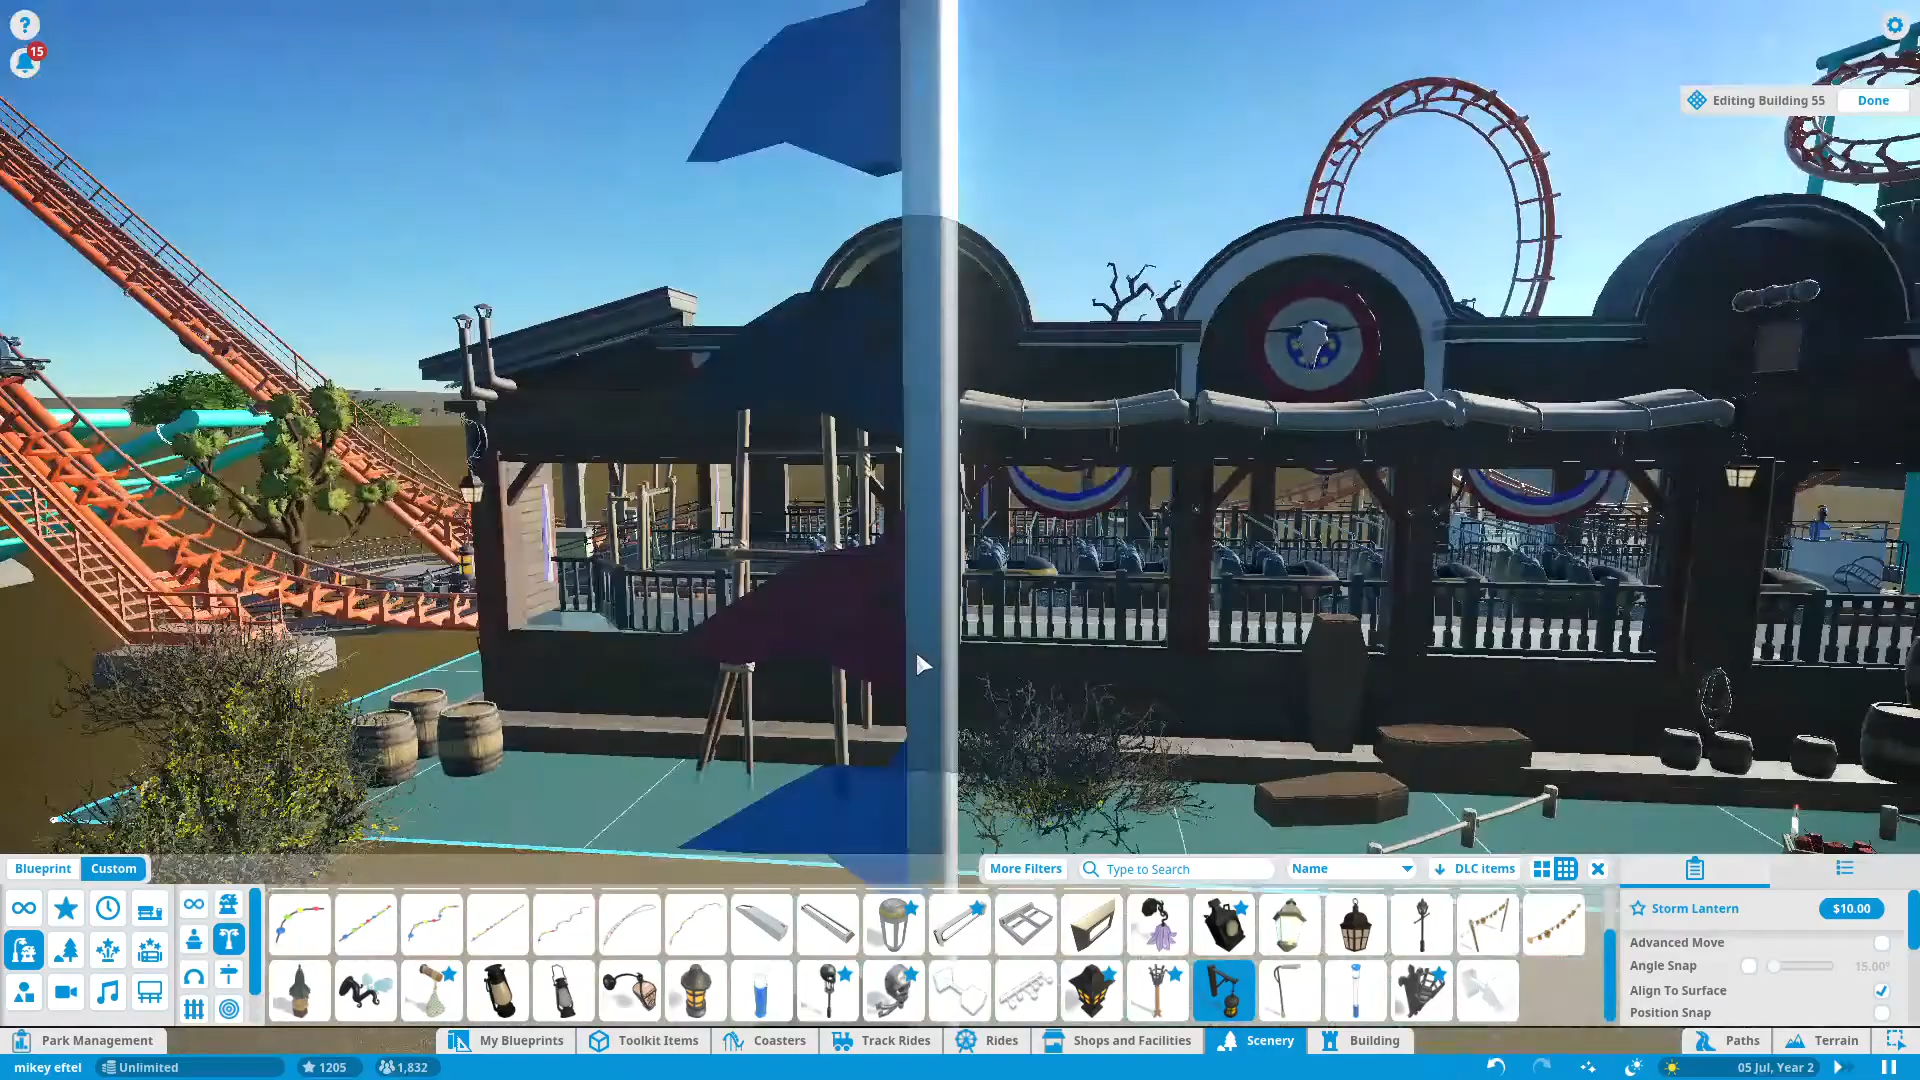 ?
15
Editing Building 55
Done
Blueprint
Custom
More Filters
Type to Search
Name
DLC items
Storm Lantern
$10.00
Advanced Move
Angle Snap
15.00°
Align To Surface
Position Snap
Park Management
My Blueprints
Toolkit Items
Coasters
Track Rides
Rides
Shops and Facilities
Scenery
Building
Paths
Terrain
mikey eftel
Unlimited
1205
1,832
05 Jul, Year 2